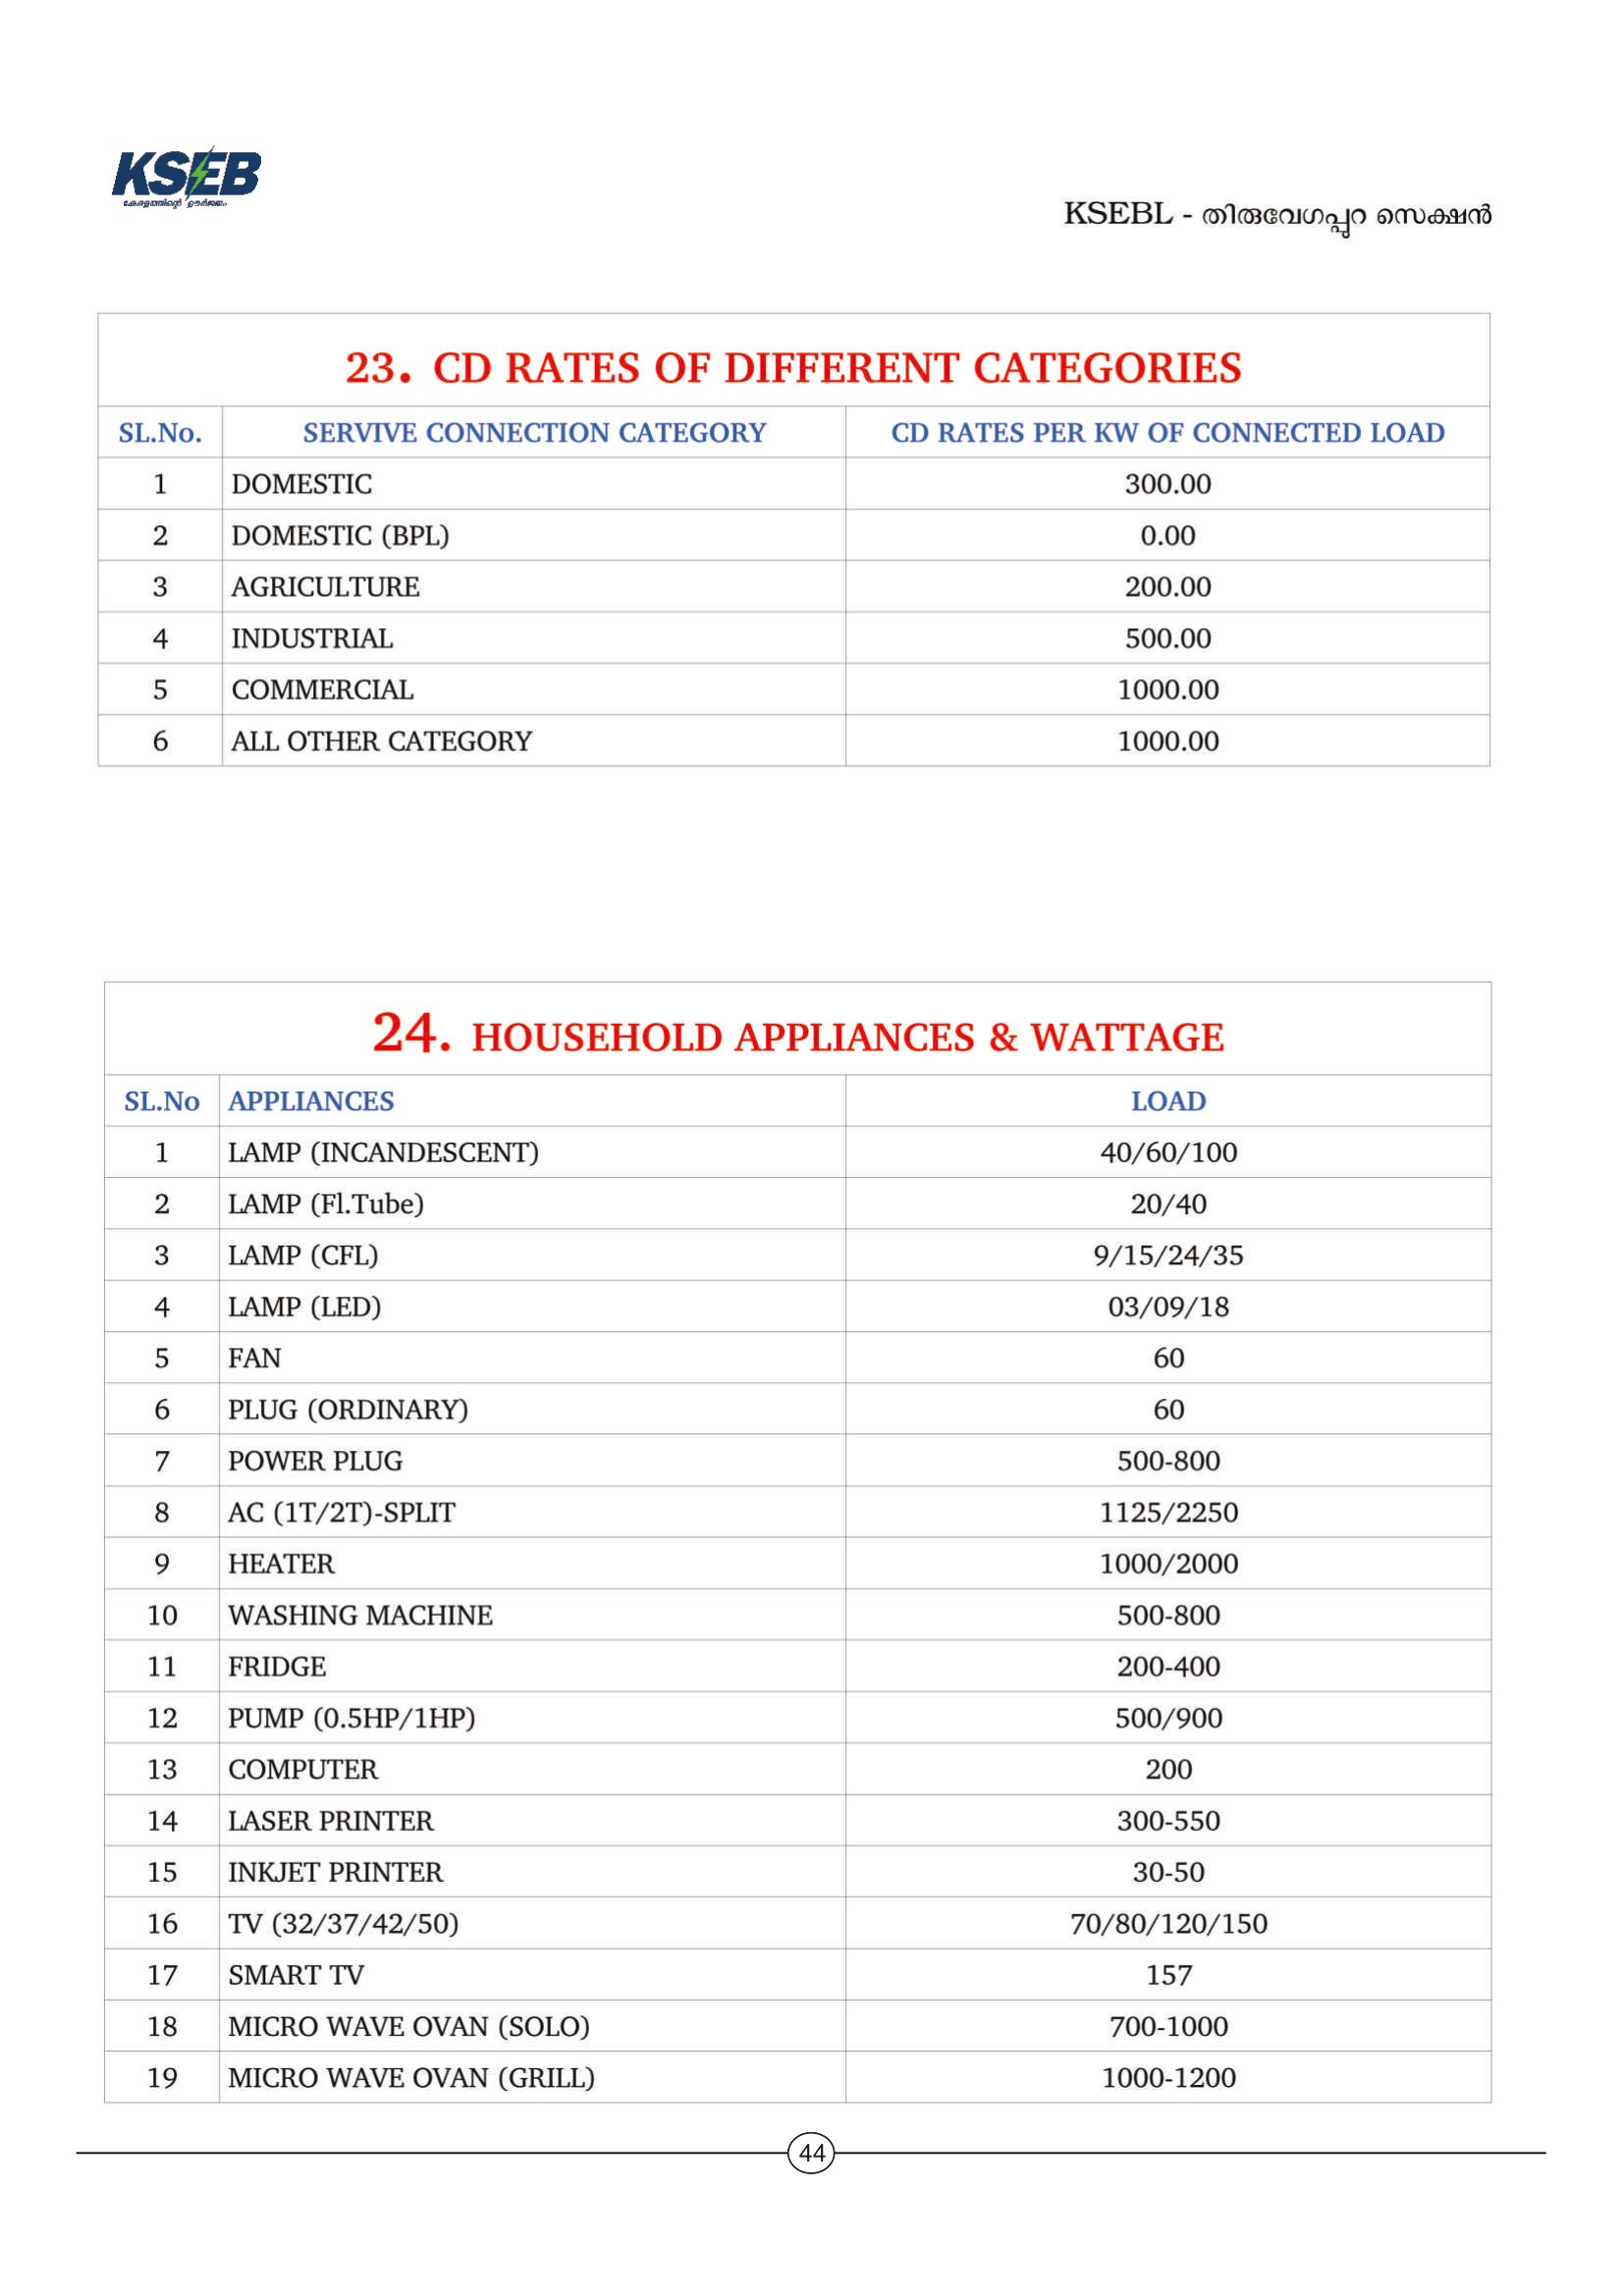 KSEB
കേരളത്തിന്റെ ഊർജ്ജം
KSEBL - തിരുവേഗപ്പുറ സെക്ഷൻ
23. CD RATES OF DIFFERENT CATEGORIES
SL.No. SERVIVE CONNECTION CATEGORY CD RATES PER KW OF CONNECTED LOAD
1 DOMESTIC 300.00
2 DOMESTIC (BPL) 0.00
3 AGRICULTURE 200.00
4 INDUSTRIAL 500.00
5 COMMERCIAL 1000.00
6 ALL OTHER CATEGORY 1000.00
24. HOUSEHOLD APPLIANCES & WATTAGE
SL.No APPLIANCES LOAD
1 LAMP (INCANDESCENT) 40/60/100
2 LAMP (Fl.Tube) 20/40
3 LAMP (CFL) 9/15/24/35
4 LAMP (LED) 03/09/18
5 FAN 60
6 PLUG (ORDINARY) 60
7 POWER PLUG 500-800
8 AC (1T/2T)-SPLIT 1125/2250
9 HEATER 1000/2000
10 WASHING MACHINE 500-800
11 FRIDGE 200-400
12 PUMP (0.5HP/1HP) 500/900
13 COMPUTER 200
14 LASER PRINTER 300-550
15 INKJET PRINTER 30-50
16 TV (32/37/42/50) 70/80/120/150
17 SMART TV 157
18 MICRO WAVE OVAN (SOLO) 700-1000
19 MICRO WAVE OVAN (GRILL) 1000-1200
44